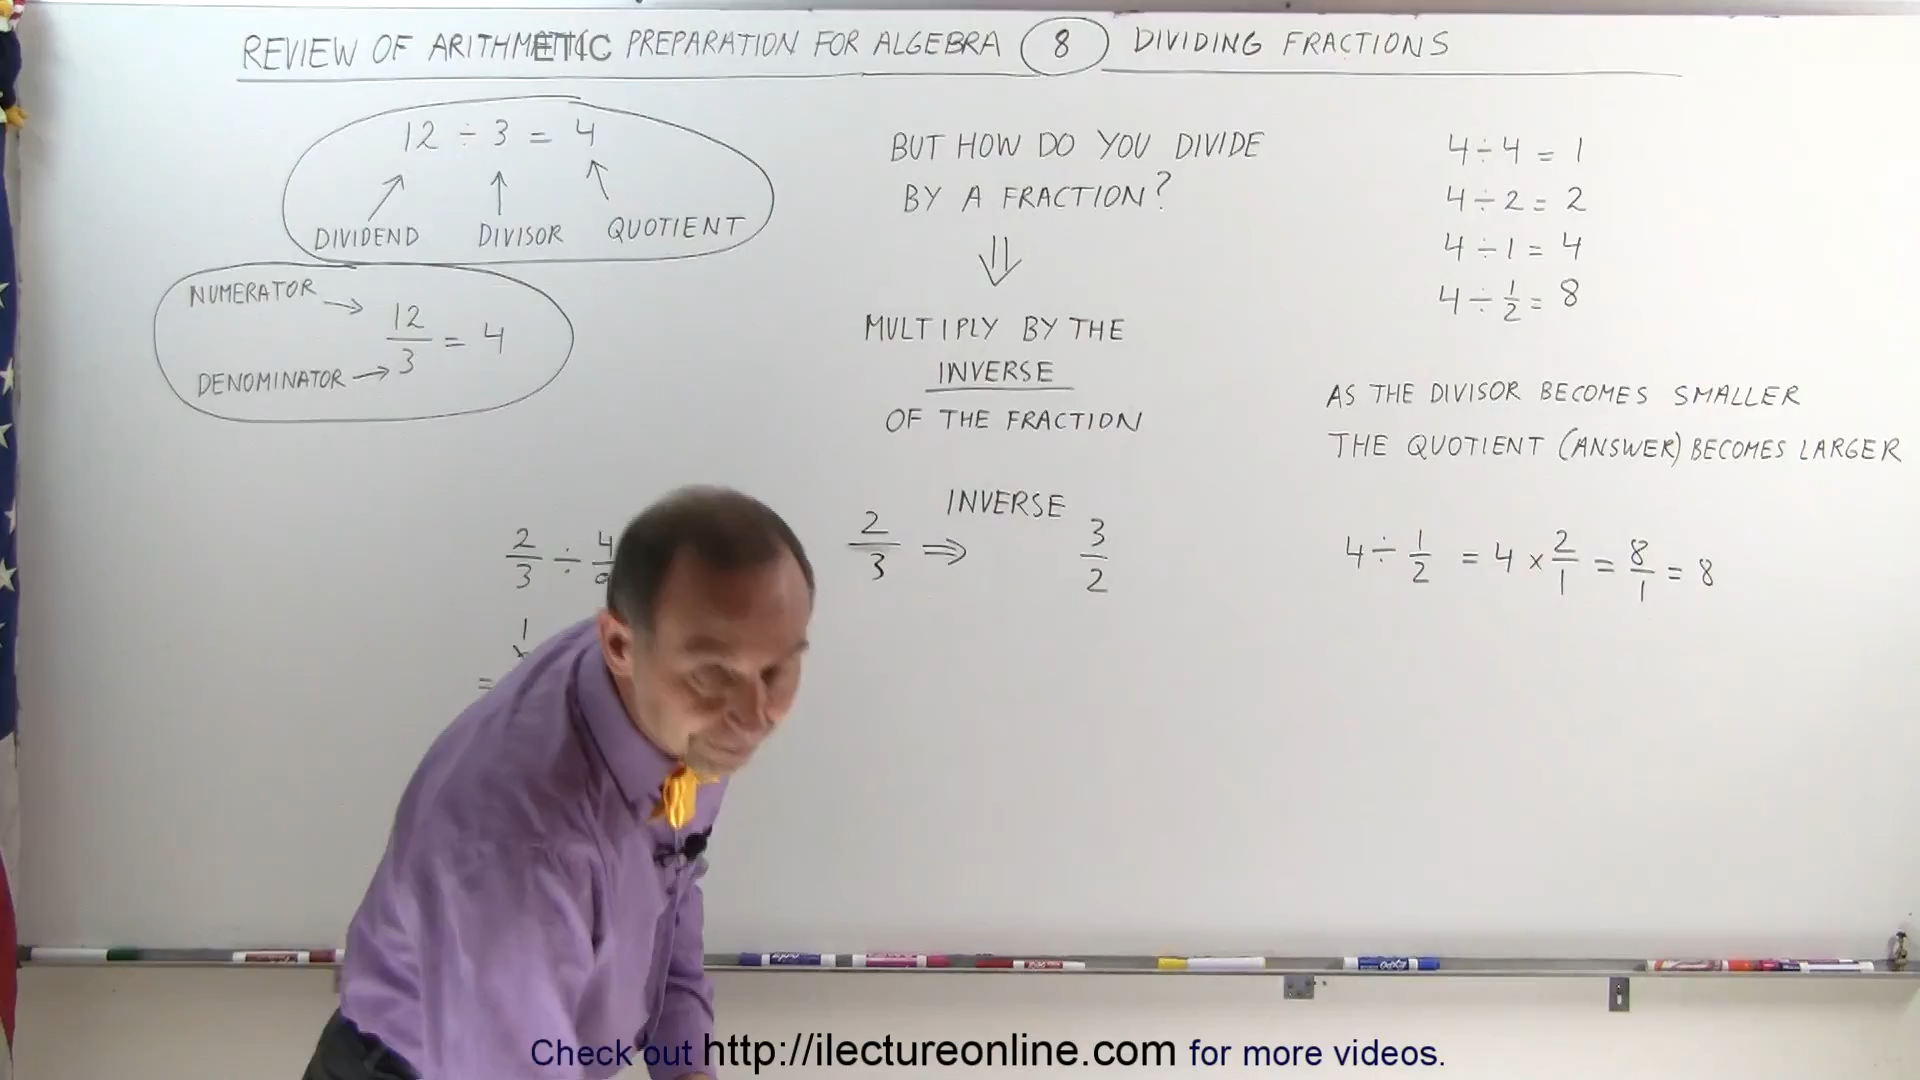 REVIEW OF ARITHMETIC PREPARATION FOR ALGEBRA 8 DIVIDING FRACTIONS
12 ÷ 3 = 4
DIVIDEND DIVISOR QUOTIENT
NUMERATOR
12/3 = 4
DENOMINATOR
BUT HOW DO YOU DIVIDE
BY A FRACTION?
MULTIPLY BY THE
INVERSE
OF THE FRACTION
INVERSE
2/3 ⇒ 3/2
4 ÷ 4 = 1
4 ÷ 2 = 2
4 ÷ 1 = 4
4 ÷ 1/2 = 8
AS THE DIVISOR BECOMES SMALLER
THE QUOTIENT (ANSWER) BECOMES LARGER
4 ÷ 1/2 = 4 × 2/1 = 8/1 = 8
2/3 ÷ 4
1
=
Check out http://ilectureonline.com for more videos.